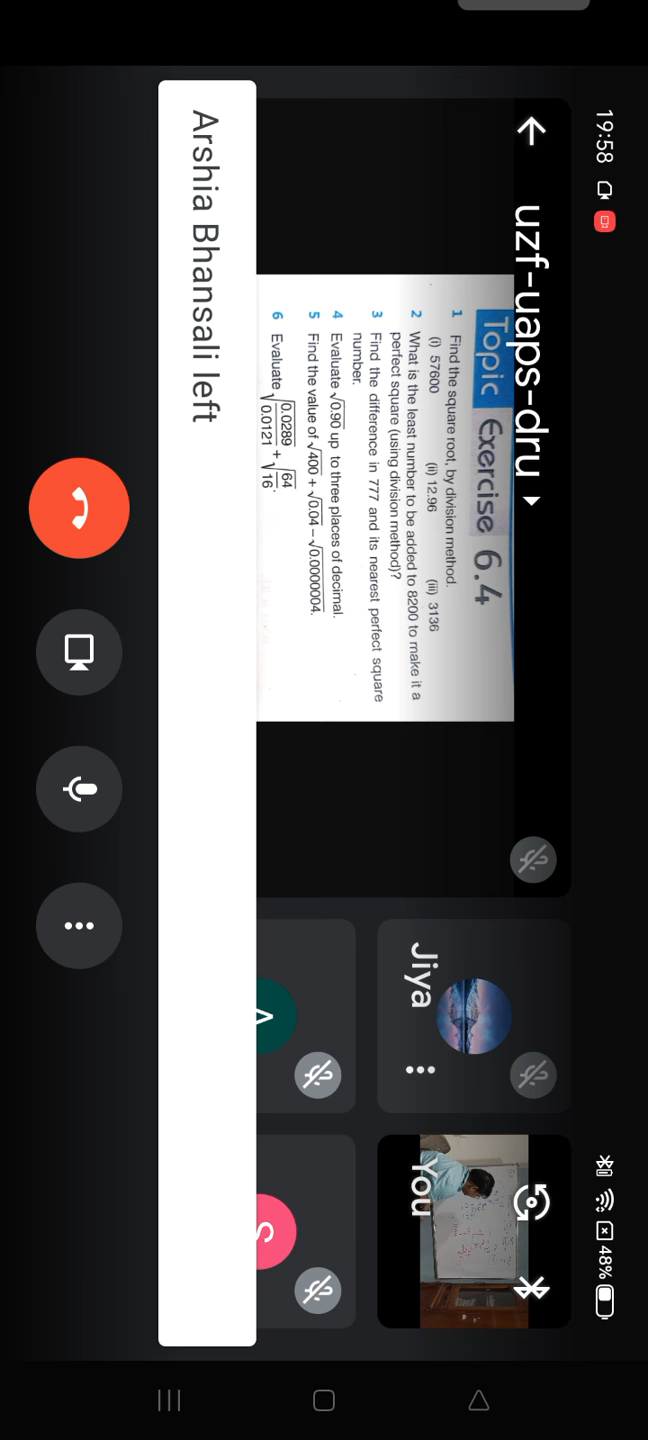 19:58
48%
uzf-uaps-dru
Topic Exercise 6.4
1 Find the square root, by division method.
(i) 57600 (ii) 12.96 (iii) 3136
2 What is the least number to be added to 8200 to make it a
perfect square (using division method)?
3 Find the difference in 777 and its nearest perfect square
number.
4 Evaluate √0.90 up to three places of decimal.
5 Find the value of √400 + √0.04 – √0.0000004.
6 Evaluate √(0.0289/0.0121) + √(64/16).
Jiya
You
A
S
Arshia Bhansali left